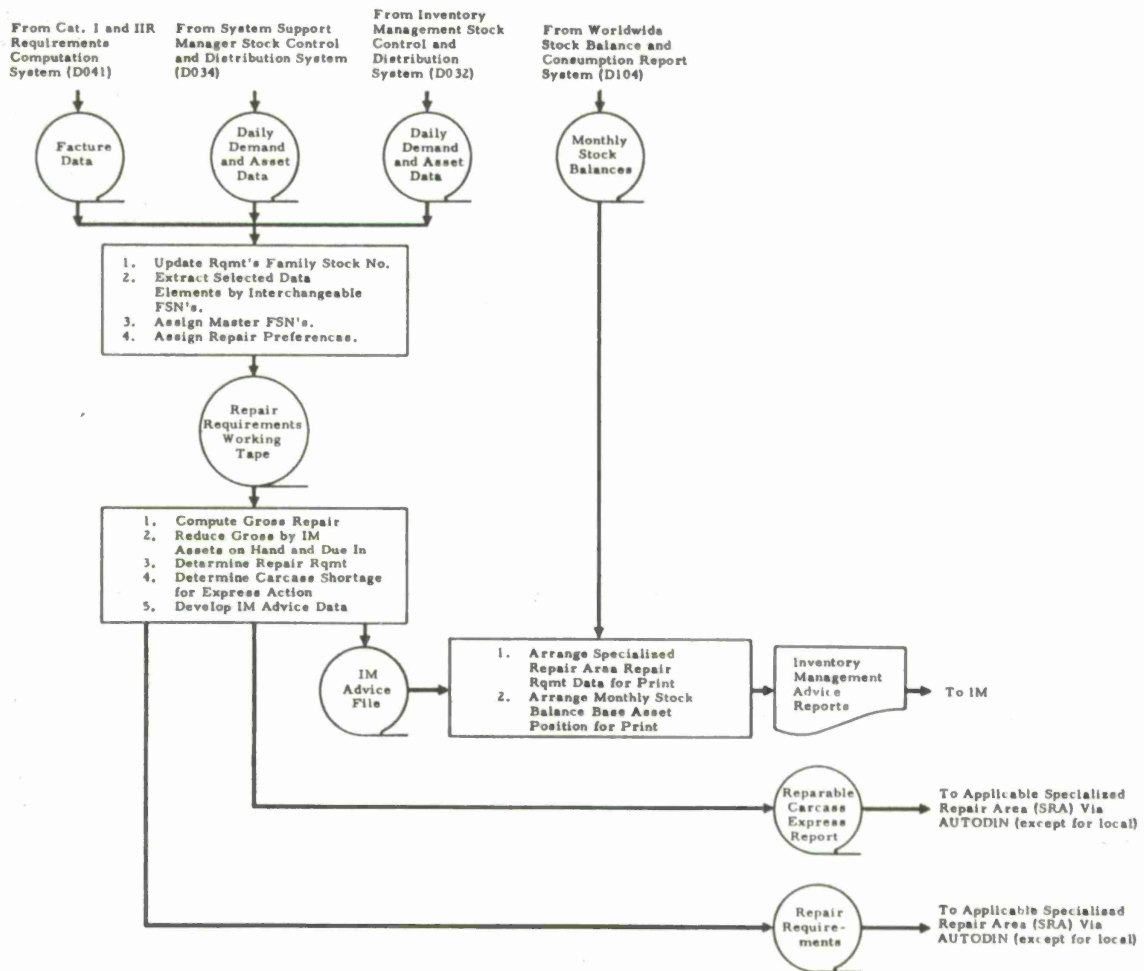 From Cat. I and IIR
Requirements
Computation
System (D041)
From System Support
Manager Stock Control
and Distribution System
(D034)
From Inventory
Management Stock
Control and
Distribution
System (D032)
From Worldwide
Stock Balance and
Consumption Report
System (D104)
Facture
Data
Daily
Demand
and Asset
Data
Daily
Demand
and Asset
Data
Monthly
Stock
Balances
1. Update Rqmt's Family Stock No.
2. Extract Selected Data
Elements by Interchangeable
FSN's.
3. Assign Master FSN's.
4. Assign Repair Preferences.
Repair
Requirements
Working
Tape
1. Compute Gross Repair
2. Reduce Gross by IM
Assets on Hand and Due In
3. Determine Repair Rqmt
4. Determine Carcass Shortage
for Express Action
5. Develop IM Advice Data
IM
Advice
File
1. Arrange Specialized
Repair Area Repair
Rqmt Data for Print
2. Arrange Monthly Stock
Balance Base Asset
Position for Print
Inventory
Management
Advice
Reports
To IM
Reparable
Carcass
Express
Report
To Applicable Specialized
Repair Area (SRA) Via
AUTODIN (except for local)
Repair
Require-
ments
To Applicable Specialized
Repair Area (SRA) Via
AUTODIN (except for local)